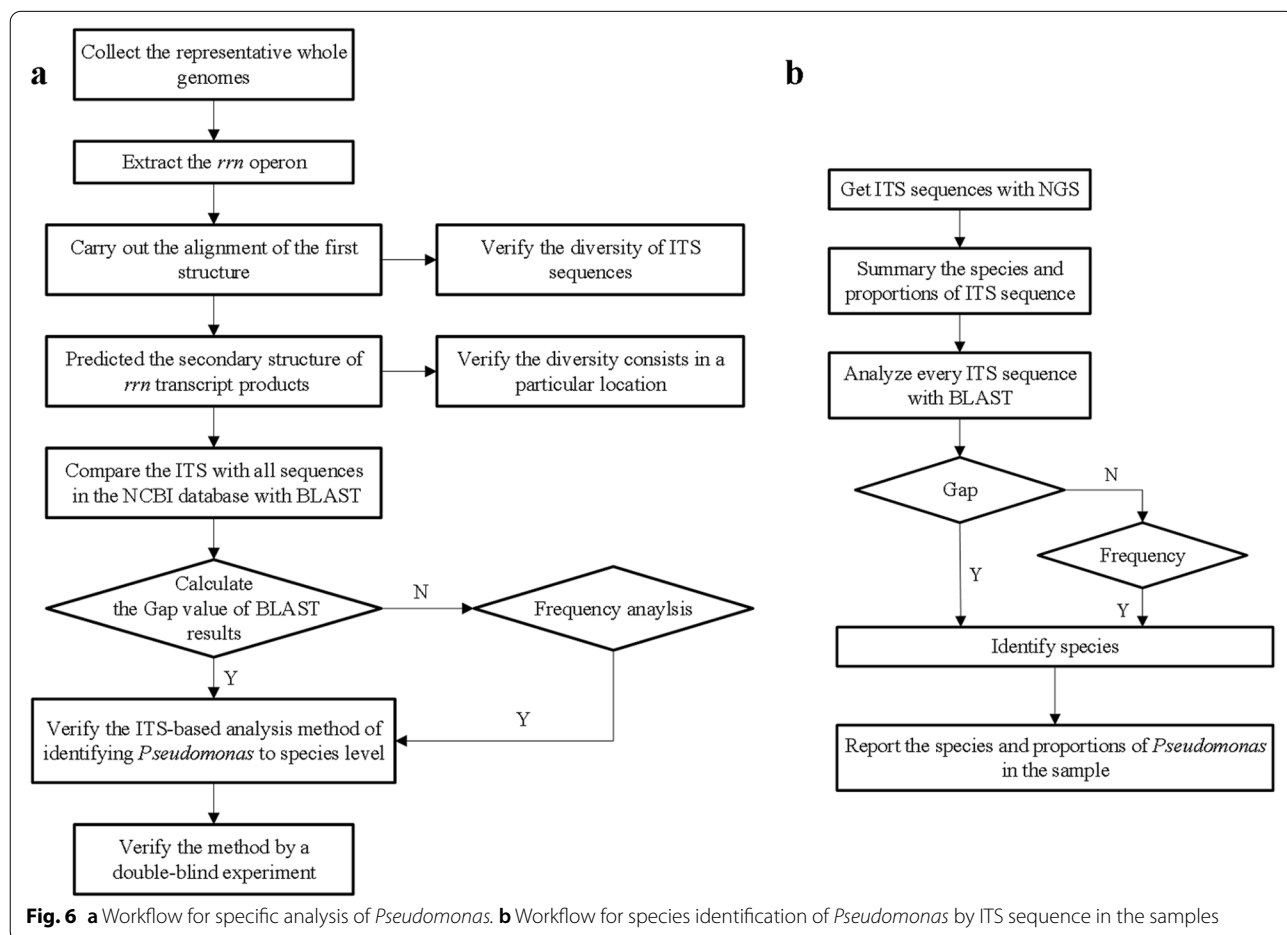 a
Collect the representative whole
genomes
Extract the rrn operon
Carry out the alignment of the first
structure
Verify the diversity of ITS
sequences
Predicted the secondary structure of
rrn transcript products
Verify the diversity consists in a
particular location
Compare the ITS with all sequences
in the NCBI database with BLAST
Calculate
the Gap value of BLAST
results
N
Frequency anaylsis
Y
Y
Verify the ITS-based analysis method of
identifying Pseudomonas to species level
Verify the method by a
double-blind experiment
b
Get ITS sequences with NGS
Summary the species and
proportions of ITS sequence
Analyze every ITS sequence
with BLAST
Gap
N
Frequency
Y
Y
Identify species
Report the species and proportions of Pseudomonas
in the sample
Fig. 6 a Workflow for specific analysis of Pseudomonas. b Workflow for species identification of Pseudomonas by ITS sequence in the samples